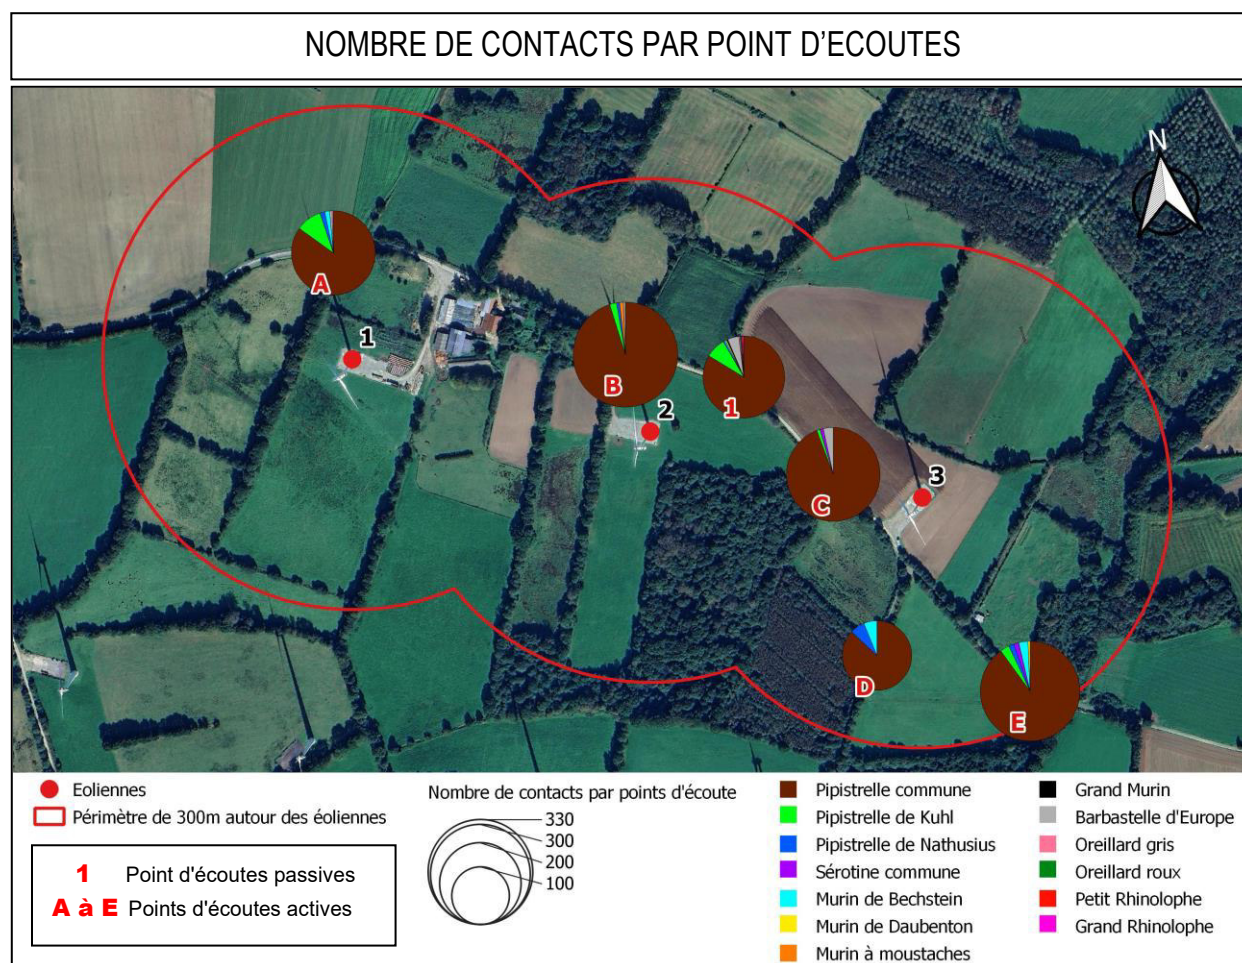 NOMBRE DE CONTACTS PAR POINT D'ECOUTES
N
A
1
B
2
1
C
3
D
E
Eoliennes
Périmètre de 300m autour des éoliennes
1 Point d'écoutes passives
A à E Points d'écoutes actives
Nombre de contacts par points d'écoute
330
300
200
100
Pipistrelle commune
Pipistrelle de Kuhl
Pipistrelle de Nathusius
Sérotine commune
Murin de Bechstein
Murin de Daubenton
Murin à moustaches
Grand Murin
Barbastelle d'Europe
Oreillard gris
Oreillard roux
Petit Rhinolophe
Grand Rhinolophe